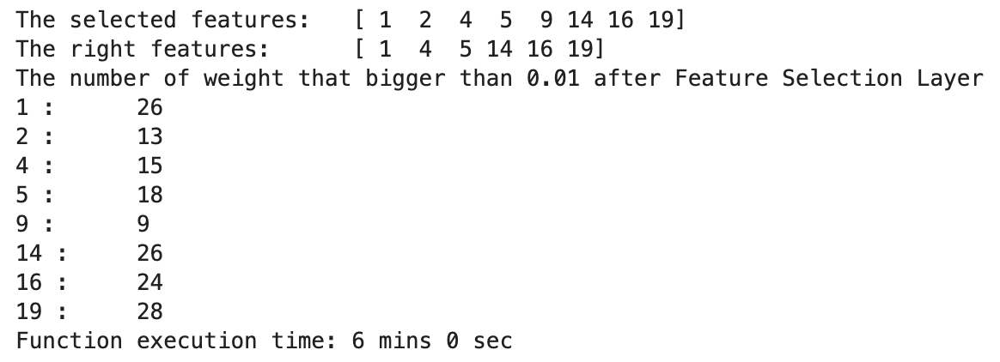 The selected features:   [ 1  2  4  5  9 14 16 19]
The right features:      [ 1  4  5 14 16 19]
The number of weight that bigger than 0.01 after Feature Selection Layer
1 :      26
2 :      13
4 :      15
5 :      18
9 :      9
14 :     26
16 :     24
19 :     28
Function execution time: 6 mins 0 sec